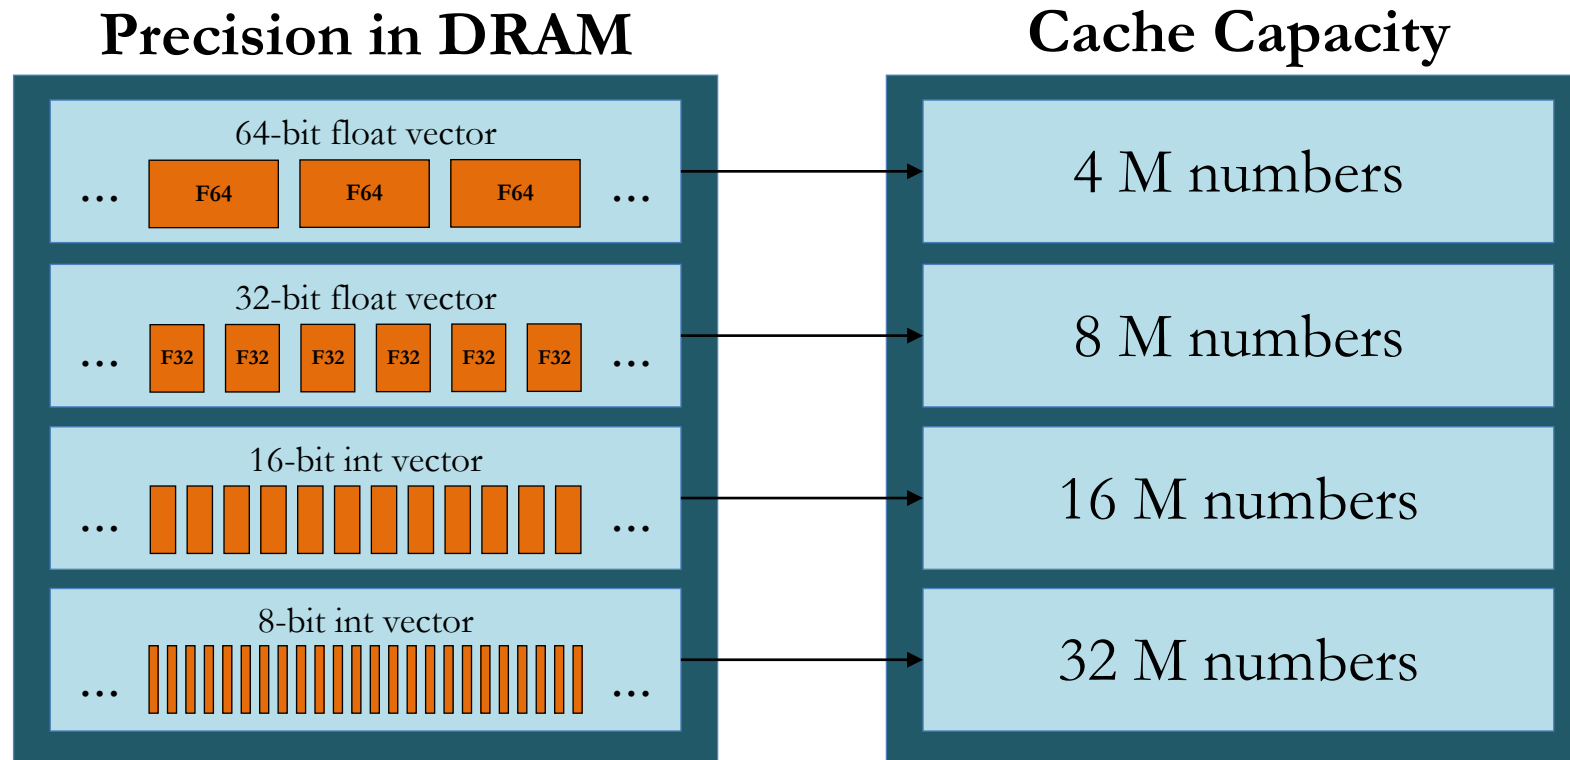 Precision in DRAM
Cache Capacity
64-bit float vector
... F64 F64 F64 ...
4 M numbers
32-bit float vector
... F32 F32 F32 F32 F32 F32 ...
8 M numbers
16-bit int vector
... ...
16 M numbers
8-bit int vector
... ...
32 M numbers